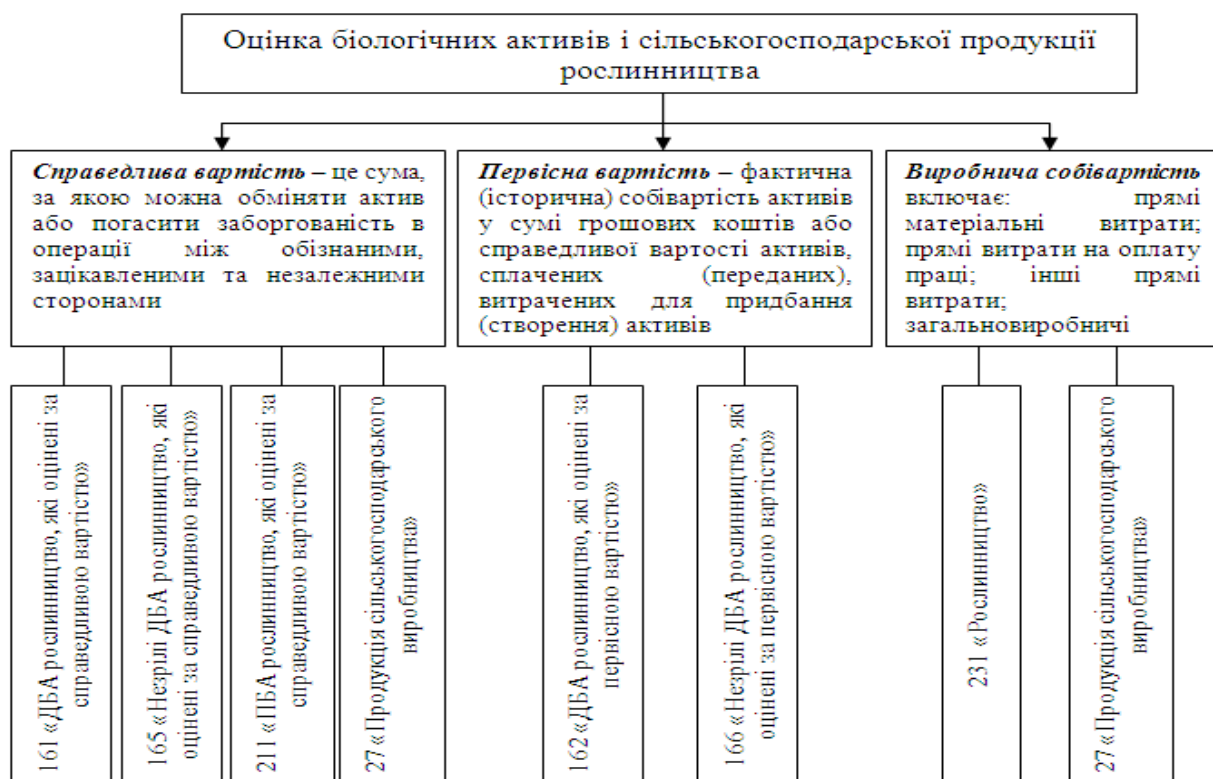 Оцінка біологічних активів і сільськогосподарської продукції
рослинництва
Справедлива вартість – це сума,
за якою можна обміняти актив
або погасити заборгованість в
операції між обізнаними,
зацікавленими та незалежними
сторонами
Первісна вартість – фактична
(історична) собівартість активів
у сумі грошових коштів або
справедливої вартості активів,
сплачених (переданих),
витрачених для придбання
(створення) активів
Виробнича собівартість
включає: прямі
матеріальні витрати;
прямі витрати на оплату
праці; інші прямі
витрати;
загальновиробничі
161 «ДБА рослинництво, які оцінені за
справедливою вартістю»
165 «Незрілі ДБА рослинництво, які
оцінені за справедливою вартістю»
211 «ПБА рослинництво, які оцінені за
справедливою вартістю»
27 «Продукція сільськогосподарського
виробництва»
162 «ДБА рослинництво, які оцінені за
первісною вартістю»
166 «Незрілі ДБА рослинництво, які
оцінені за первісною вартістю»
231 «Рослинництво»
27 «Продукція сільськогосподарського
виробництва»